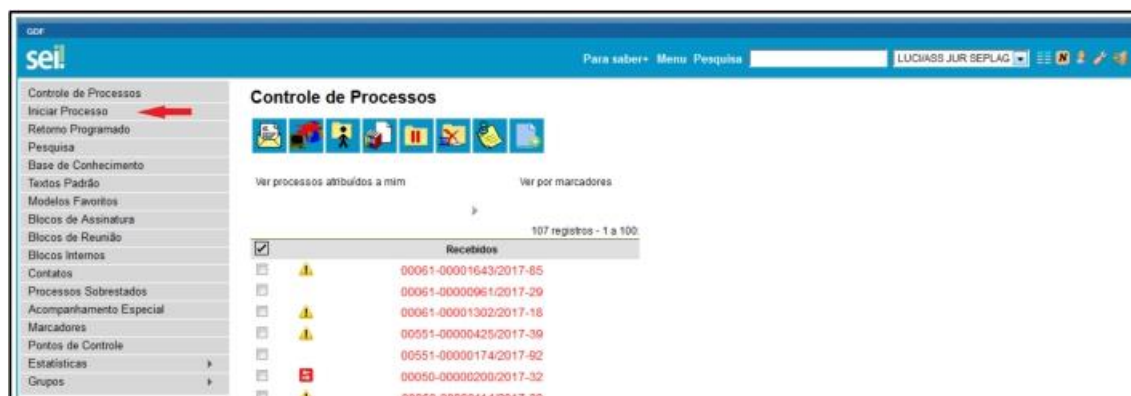 GDF
sei!
Para saber+ Menu Pesquisa LUCI/ASS JUR SEPLAG
Controle de Processos
Iniciar Processo
Retorno Programado
Pesquisa
Base de Conhecimento
Textos Padrão
Modelos Favoritos
Blocos de Assinatura
Blocos de Reunião
Blocos Internos
Contatos
Processos Sobrestados
Acompanhamento Especial
Marcadores
Pontos de Controle
Estatísticas
Grupos
Controle de Processos
Ver processos atribuídos a mim Ver por marcadores
107 registros - 1 a 100:
Recebidos
00061-00001643/2017-85
00061-00000961/2017-29
00061-00001302/2017-18
00551-00000425/2017-39
00551-00000174/2017-92
00050-00000200/2017-32